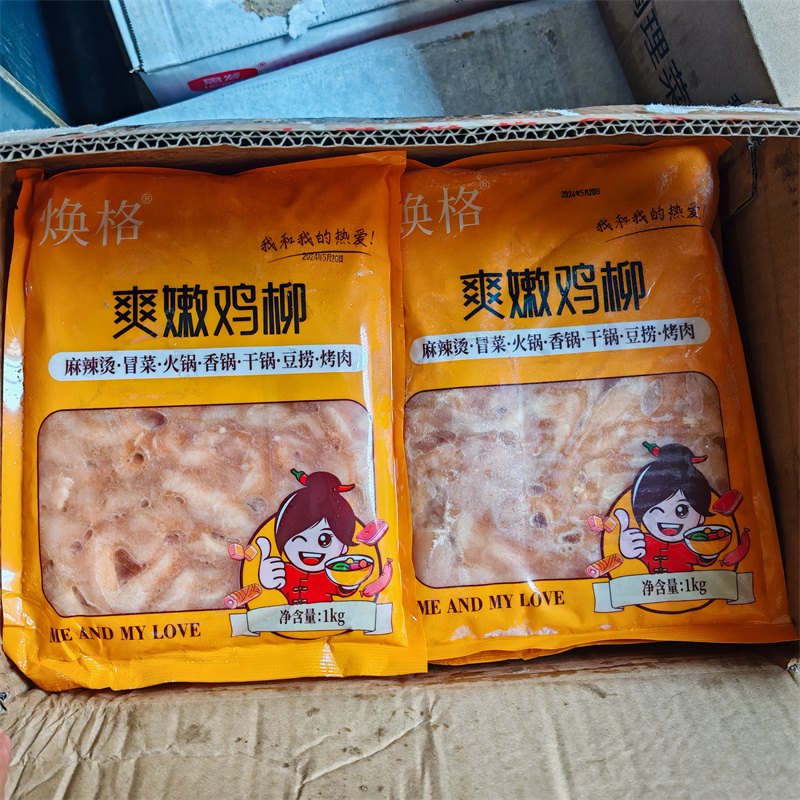 焕格®
我和我的热爱!
2024年5月20日
爽嫩鸡柳
麻辣烫·冒菜·火锅·香锅·干锅·豆捞·烤肉
ME AND MY LOVE
净含量:1kg
焕格®
2024年5月20日
我和我的热爱!
爽嫩鸡柳
麻辣烫·冒菜·火锅·香锅·干锅·豆捞·烤肉
ME AND MY LOVE
净含量:1kg
理菜